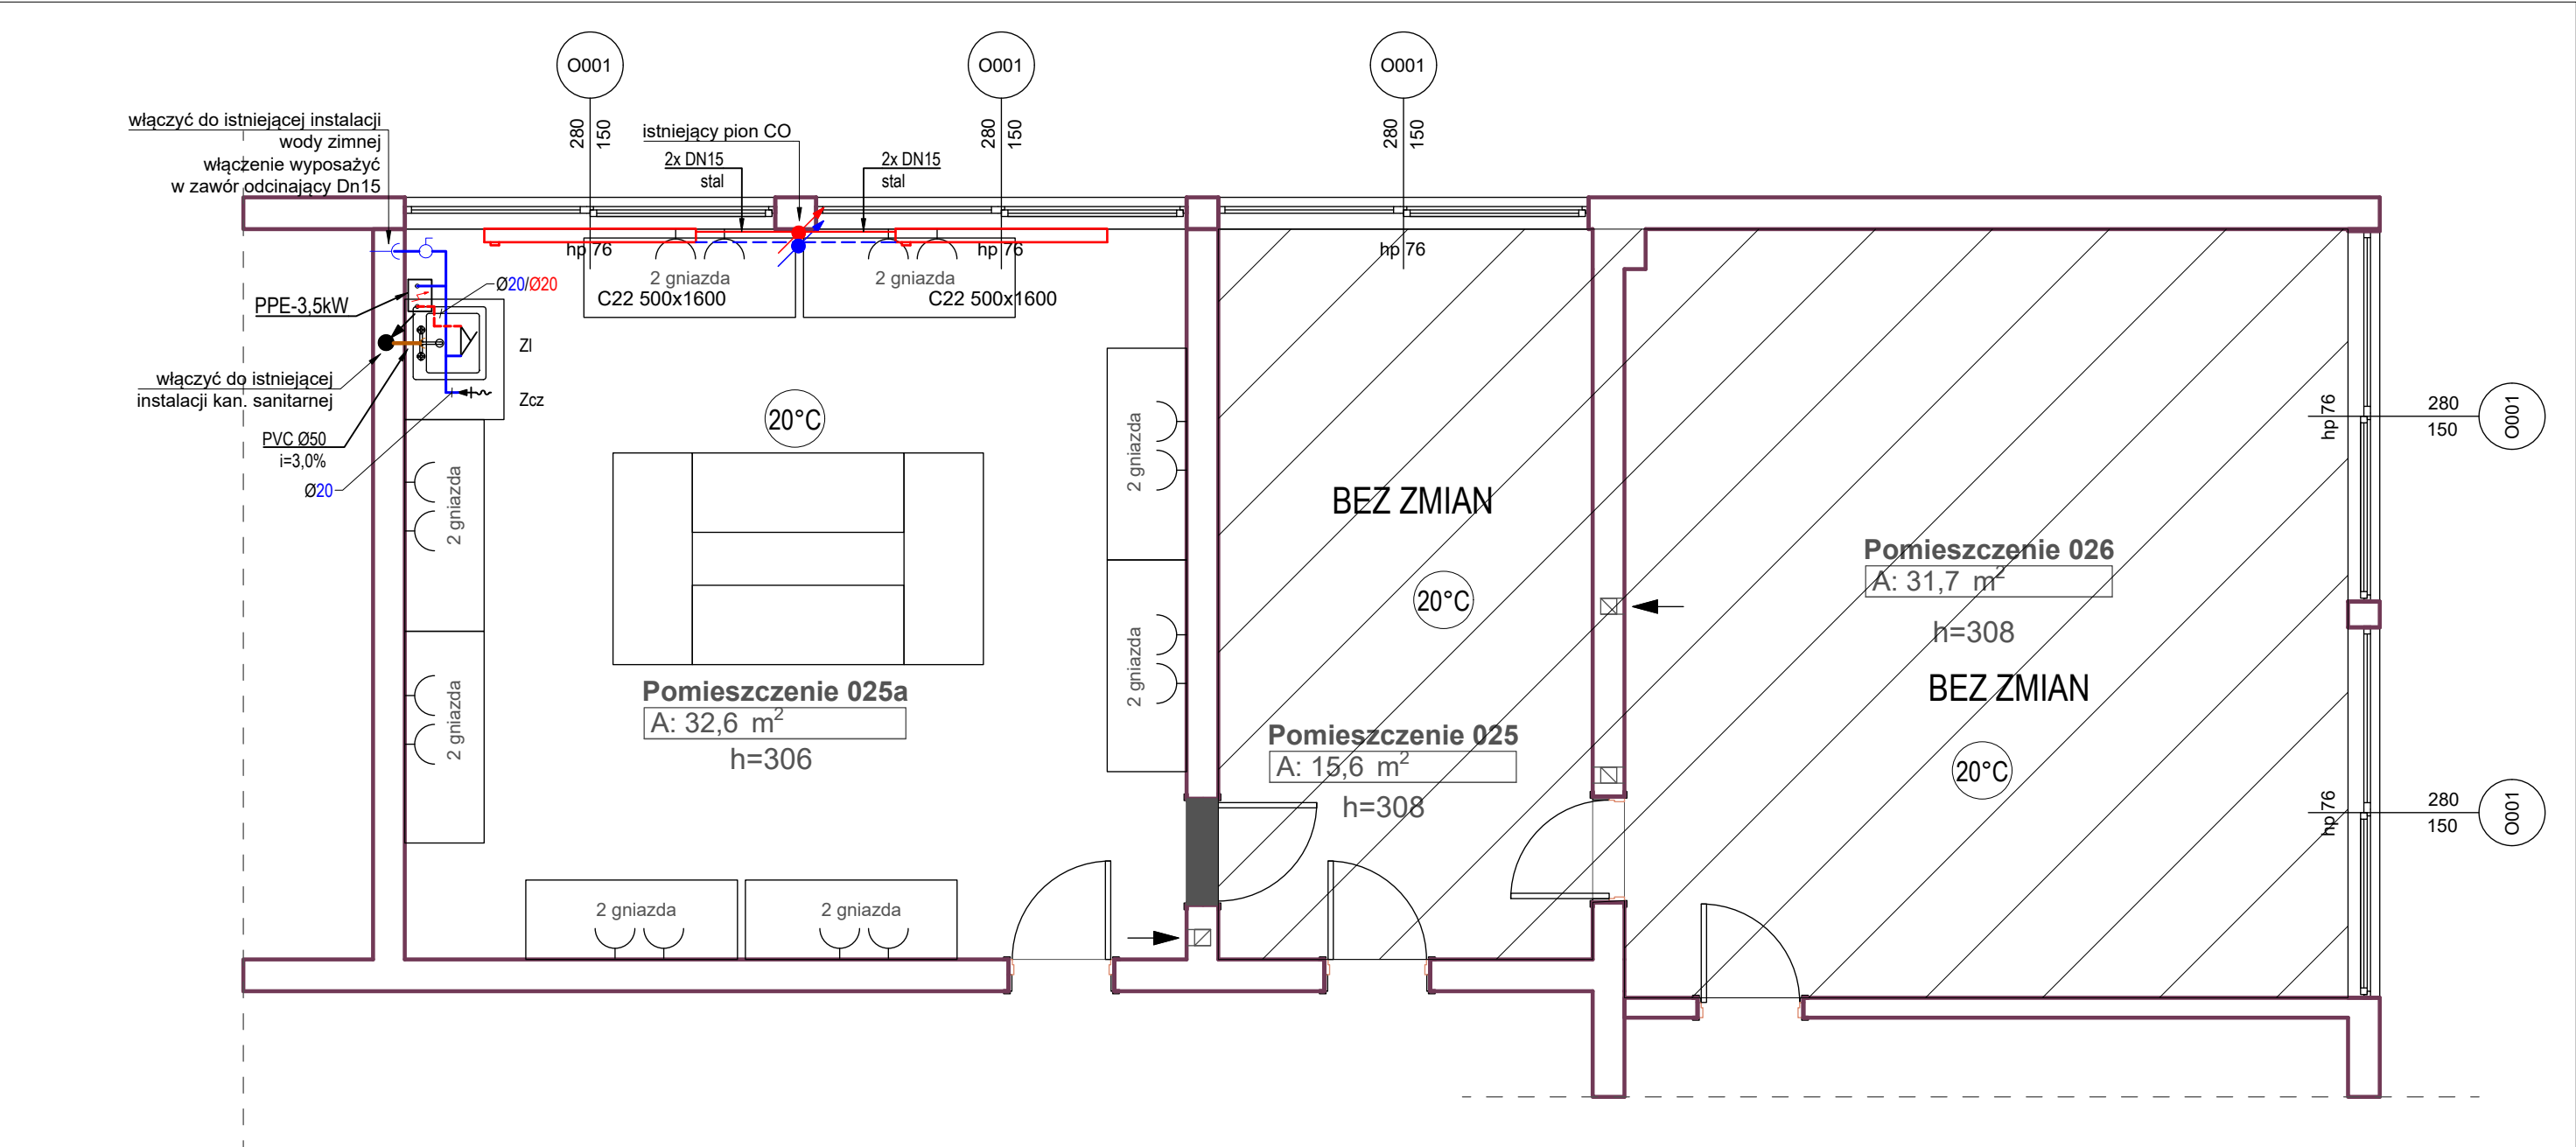 O001
O001
O001
280
150
280
150
280
150
włączyć do istniejącej instalacji
wody zimnej
włączenie wyposażyć
w zawór odcinający Dn15
istniejący pion CO
2x DN15
stal
2x DN15
stal
hp 76
hp 76
hp 76
2 gniazda
2 gniazda
C22 500x1600
C22 500x1600
Ø20/Ø20
PPE-3,5kW
Zl
włączyć do istniejącej
instalacji kan. sanitarnej
Zcz
PVC Ø50
i=3,0%
Ø20
20°C
2 gniazda
2 gniazda
2 gniazda
2 gniazda
Pomieszczenie 025a
A: 32,6 m²
h=306
2 gniazda
2 gniazda
BEZ ZMIAN
20°C
Pomieszczenie 025
A: 15,6 m²
h=308
Pomieszczenie 026
A: 31,7 m²
h=308
BEZ ZMIAN
20°C
hp 76
280
150
O001
hp 76
280
150
O001